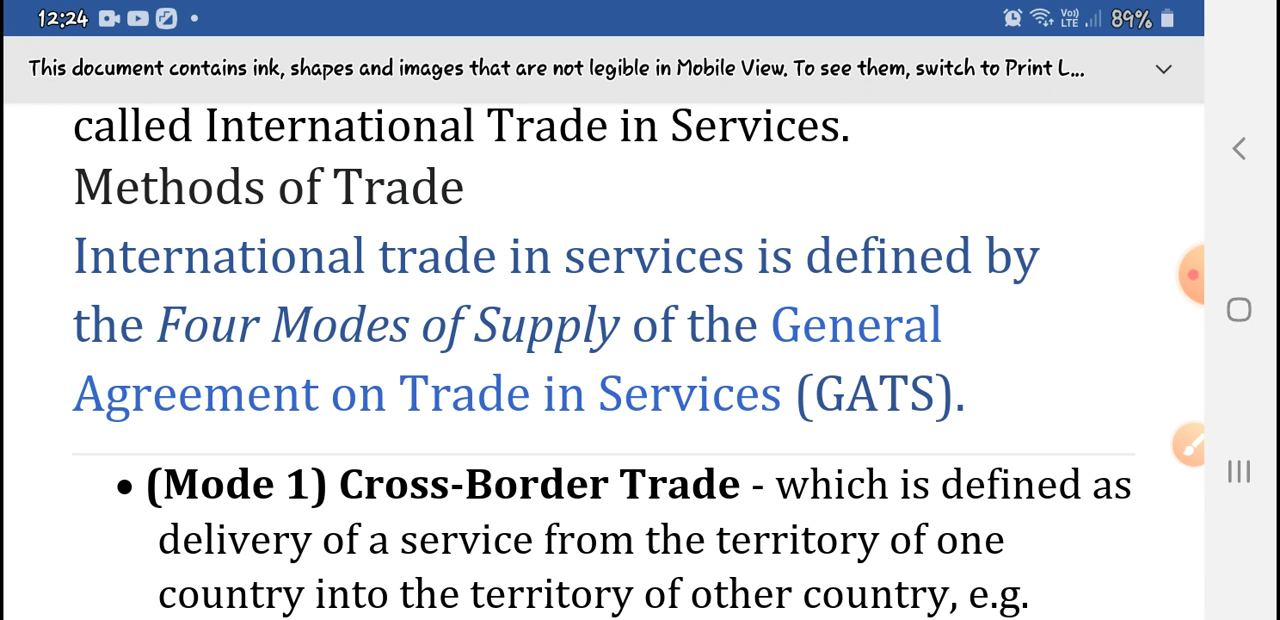 12:24
Vo))
LTE
89%
This document contains ink, shapes and images that are not legible in Mobile View. To see them, switch to Print L...
called International Trade in Services.
Methods of Trade
International trade in services is defined by
the Four Modes of Supply of the General
Agreement on Trade in Services (GATS).
• (Mode 1) Cross-Border Trade - which is defined as
delivery of a service from the territory of one
country into the territory of other country, e.g.